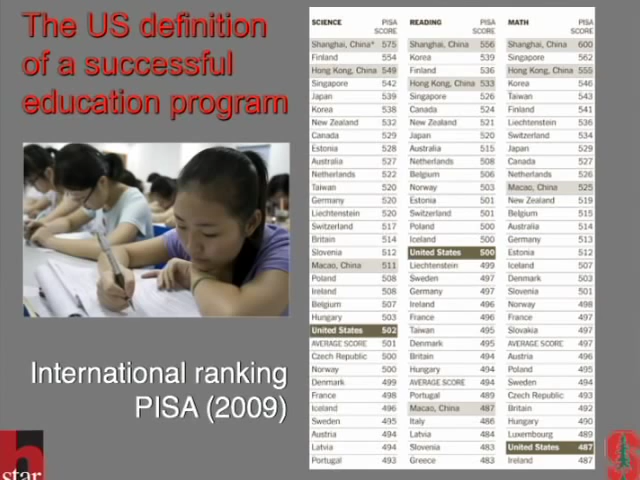 The US definition
of a successful
education program
International ranking
PISA (2009)
SCIENCE PISA SCORE
Shanghai, China* 575
Finland 554
Hong Kong, China 549
Singapore 542
Japan 539
Korea 538
New Zealand 532
Canada 529
Estonia 528
Australia 527
Netherlands 522
Taiwan 520
Germany 520
Liechtenstein 520
Switzerland 517
Britain 514
Slovenia 512
Macao, China 511
Poland 508
Ireland 508
Belgium 507
Hungary 503
United States 502
AVERAGE SCORE 501
Czech Republic 500
Norway 500
Denmark 499
France 498
Iceland 496
Sweden 495
Austria 494
Latvia 494
Portugal 493
READING PISA SCORE
Shanghai, China 556
Korea 539
Finland 536
Hong Kong, China 533
Singapore 526
Canada 524
New Zealand 521
Japan 520
Australia 515
Netherlands 508
Belgium 506
Norway 503
Estonia 501
Switzerland 501
Poland 500
Iceland 500
United States 500
Liechtenstein 499
Sweden 497
Germany 497
Ireland 496
France 496
Taiwan 495
Denmark 495
Britain 494
Hungary 494
AVERAGE SCORE 494
Portugal 489
Macao, China 487
Italy 486
Latvia 484
Slovenia 483
Greece 483
MATH PISA SCORE
Shanghai, China 600
Singapore 562
Hong Kong, China 555
Korea 546
Taiwan 543
Finland 541
Liechtenstein 536
Switzerland 534
Japan 529
Canada 527
Netherlands 526
Macao, China 525
New Zealand 519
Belgium 515
Australia 514
Germany 513
Estonia 512
Iceland 507
Denmark 503
Slovenia 501
Norway 498
France 497
Slovakia 497
AVERAGE SCORE 497
Austria 496
Poland 495
Sweden 494
Czech Republic 493
Britain 492
Hungary 490
Luxembourg 489
United States 487
Ireland 487
h
star
S